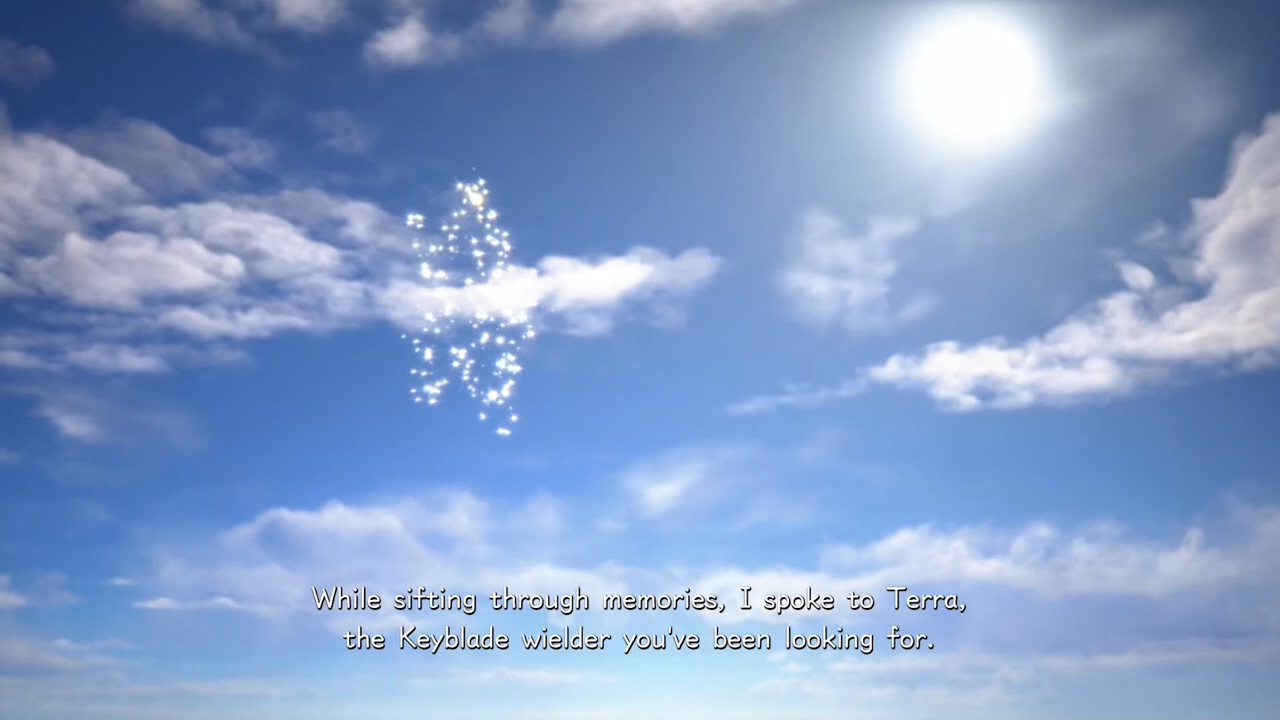 While sifting through memories, I spoke to Terra,
the Keyblade wielder you've been looking for.